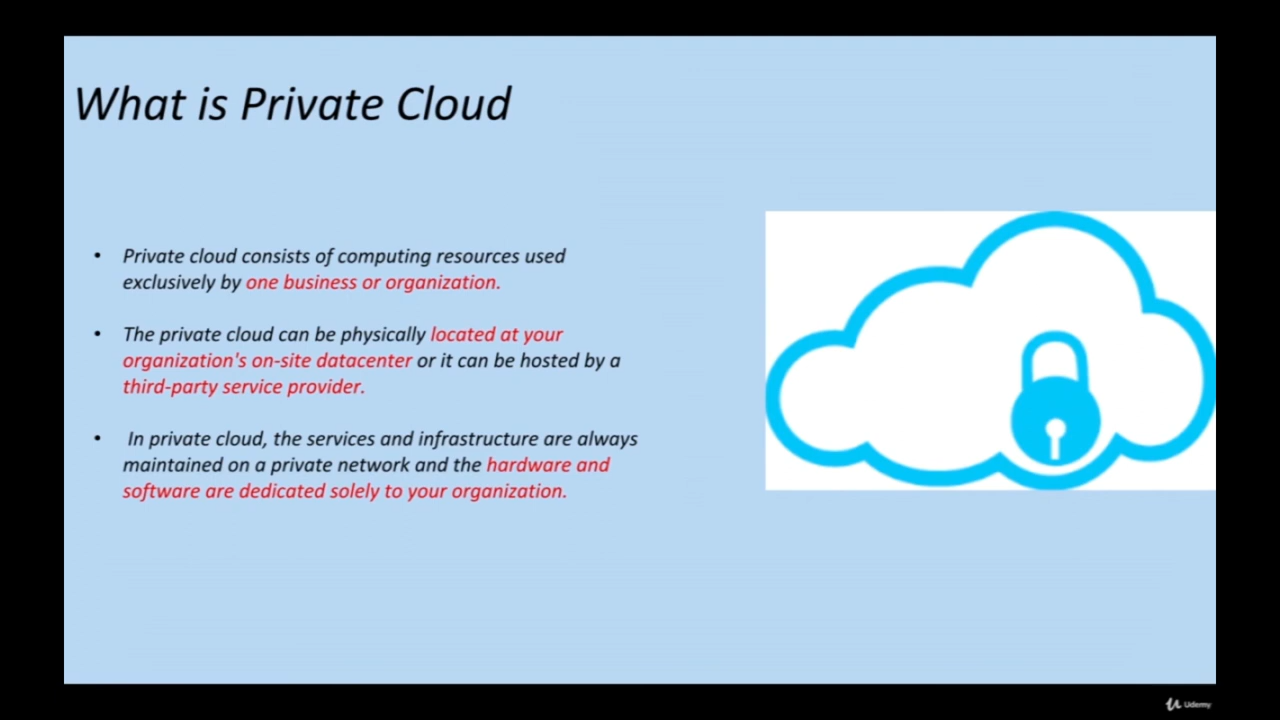 What is Private Cloud
• Private cloud consists of computing resources used
exclusively by one business or organization.
• The private cloud can be physically located at your
organization's on-site datacenter or it can be hosted by a
third-party service provider.
• In private cloud, the services and infrastructure are always
maintained on a private network and the hardware and
software are dedicated solely to your organization.
Udemy